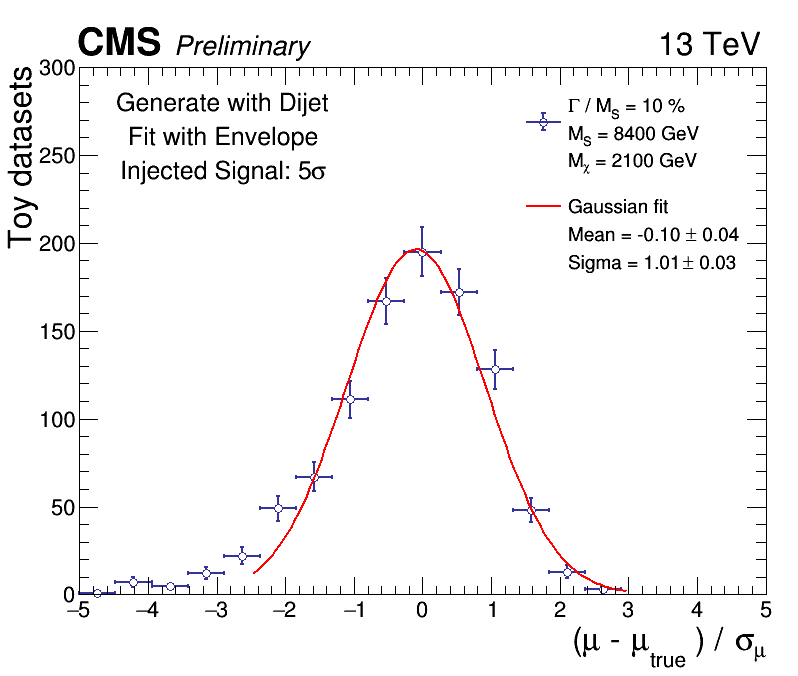 CMS Preliminary 13 TeV
Toy datasets
300
250
200
150
100
50
0
Generate with Dijet
Fit with Envelope
Injected Signal: 5σ
Γ / M_S = 10 %
M_S = 8400 GeV
M_χ = 2100 GeV
Gaussian fit
Mean = -0.10 ± 0.04
Sigma = 1.01 ± 0.03
−5 −4 −3 −2 −1 0 1 2 3 4 5
(μ - μ_true ) / σ_μ